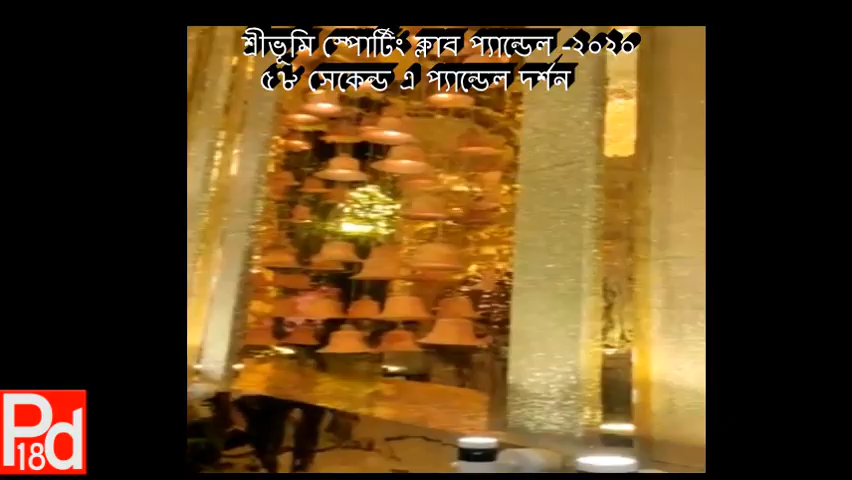 শ্রীভূমি স্পোর্টিং ক্লাব প্যান্ডেল -২০২০
৫৮ সেকেন্ড এ প্যান্ডেল দর্শন
Pd
18